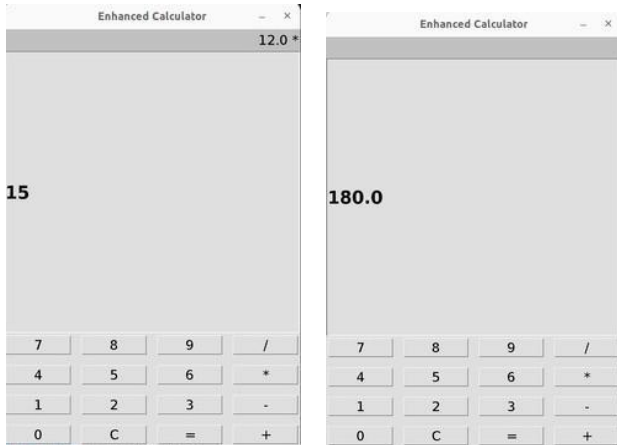 Enhanced Calculator
12.0 *
15
7 8 9 /
4 5 6 *
1 2 3 -
0 C = +
Enhanced Calculator
180.0
7 8 9 /
4 5 6 *
1 2 3 -
0 C = +